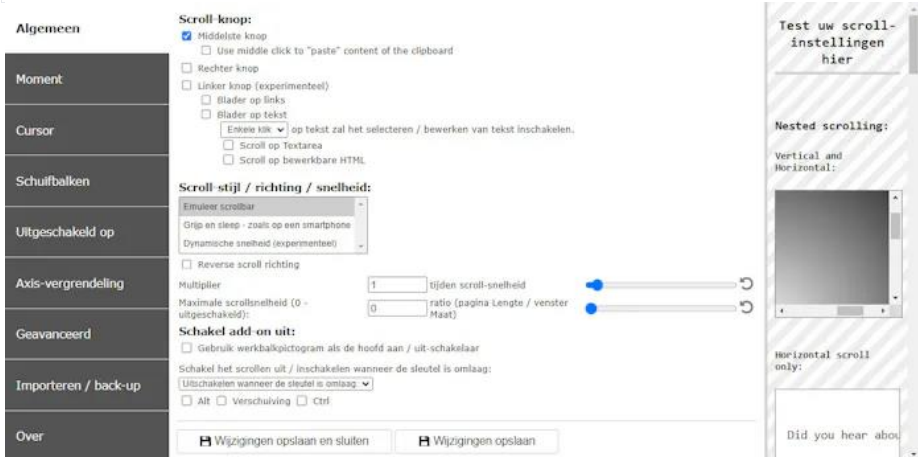 Algemeen
Moment
Cursor
Schuifbalken
Uitgeschakeld op
Axis-vergrendeling
Geavanceerd
Importeren / back-up
Over
Scroll-knop:
Middelste knop
Use middle click to "paste" content of the clipboard
Rechter knop
Linker knop (experimenteel)
Blader op links
Blader op tekst
Enkele klik op tekst zal het selecteren / bewerken van tekst inschakelen.
Scroll op Textarea
Scroll op bewerkbare HTML
Scroll-stijl / richting / snelheid:
Emuleer scrollbar
Grijp en sleep - zoals op een smartphone
Dynamische snelheid (experimenteel)
Reverse scroll richting
Multiplier 1 tijden scroll-snelheid
Maximale scrollsnelheid (0 - 0 ratio (pagina Lengte / venster
uitgeschakeld): Maat)
Schakel add-on uit:
Gebruik werkbalkpictogram als de hoofd aan / uit-schakelaar
Schakel het scrollen uit / inschakelen wanneer de sleutel is omlaag:
Uitschakelen wanneer de sleutel is omlaag
Alt Verschuiving Ctrl
Wijzigingen opslaan en sluiten Wijzigingen opslaan
Test uw scroll-
instellingen
hier
Nested scrolling:
Vertical and
Horizontal:
Horizontal scroll
only:
Did you hear abou